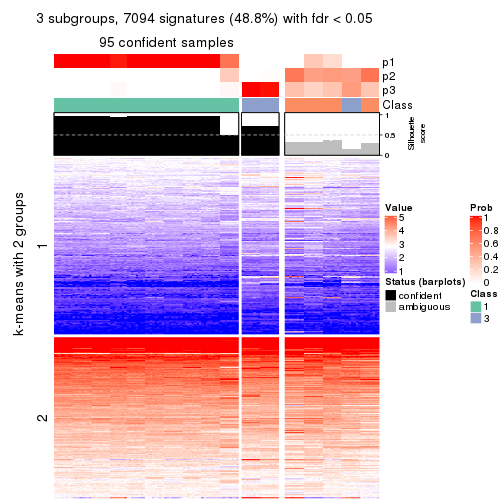 3 subgroups, 7094 signatures (48.8%) with fdr < 0.05
95 confident samples
p1
p2
p3
Class
1
0.5
0
Silhouette
score
k-means with 2 groups
1
2
Value
5
4
3
2
1
Status (barplots)
confident
ambiguous
Prob
1
0.8
0.6
0.4
0.2
0
Class
1
3